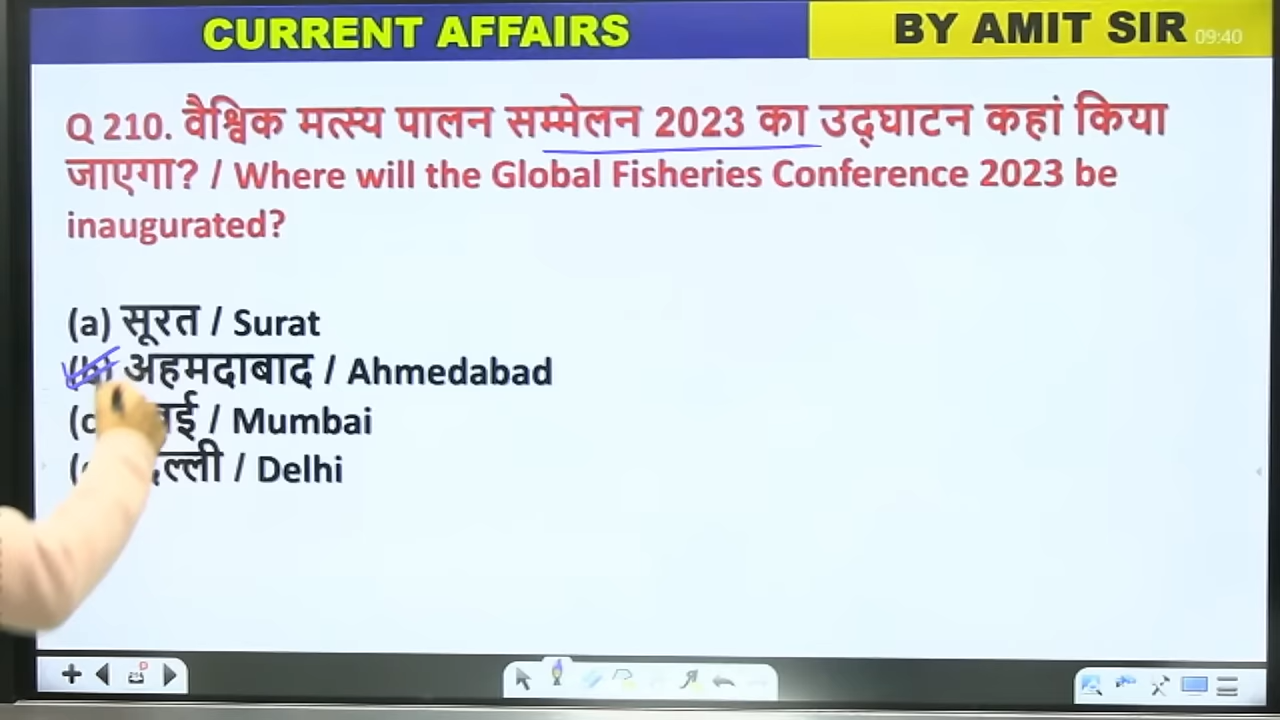 CURRENT AFFAIRS
BY AMIT SIR 09:40
Q 210. वैश्विक मत्स्य पालन सम्मेलन 2023 का उद्घाटन कहां किया
जाएगा? / Where will the Global Fisheries Conference 2023 be
inaugurated?
(a) सूरत / Surat
(b) अहमदाबाद / Ahmedabad
/ Mumbai
/ Delhi